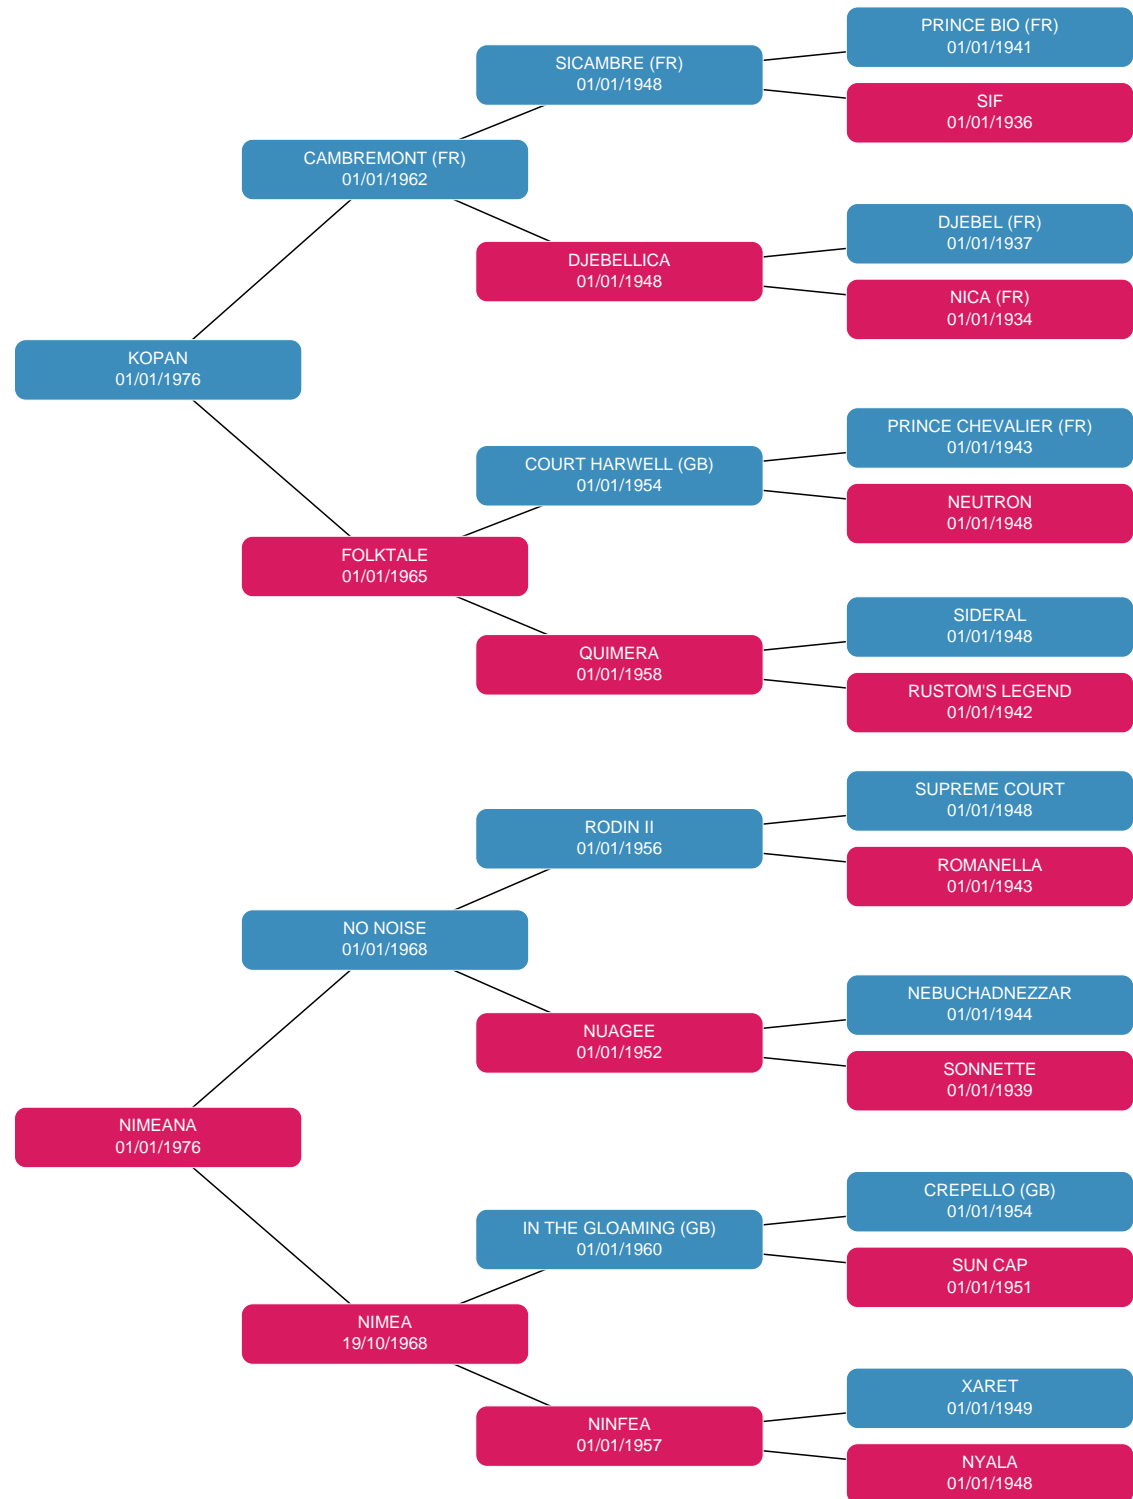 PRINCE BIO (FR)
01/01/1941
SICAMBRE (FR)
01/01/1948
SIF
01/01/1936
CAMBREMONT (FR)
01/01/1962
DJEBEL (FR)
01/01/1937
DJEBELLICA
01/01/1948
NICA (FR)
01/01/1934
KOPAN
01/01/1976
PRINCE CHEVALIER (FR)
01/01/1943
COURT HARWELL (GB)
01/01/1954
NEUTRON
01/01/1948
FOLKTALE
01/01/1965
SIDERAL
01/01/1948
QUIMERA
01/01/1958
RUSTOM'S LEGEND
01/01/1942
SUPREME COURT
01/01/1948
RODIN II
01/01/1956
ROMANELLA
01/01/1943
NO NOISE
01/01/1968
NEBUCHADNEZZAR
01/01/1944
NUAGEE
01/01/1952
SONNETTE
01/01/1939
NIMEANA
01/01/1976
CREPELLO (GB)
01/01/1954
IN THE GLOAMING (GB)
01/01/1960
SUN CAP
01/01/1951
NIMEA
19/10/1968
XARET
01/01/1949
NINFEA
01/01/1957
NYALA
01/01/1948